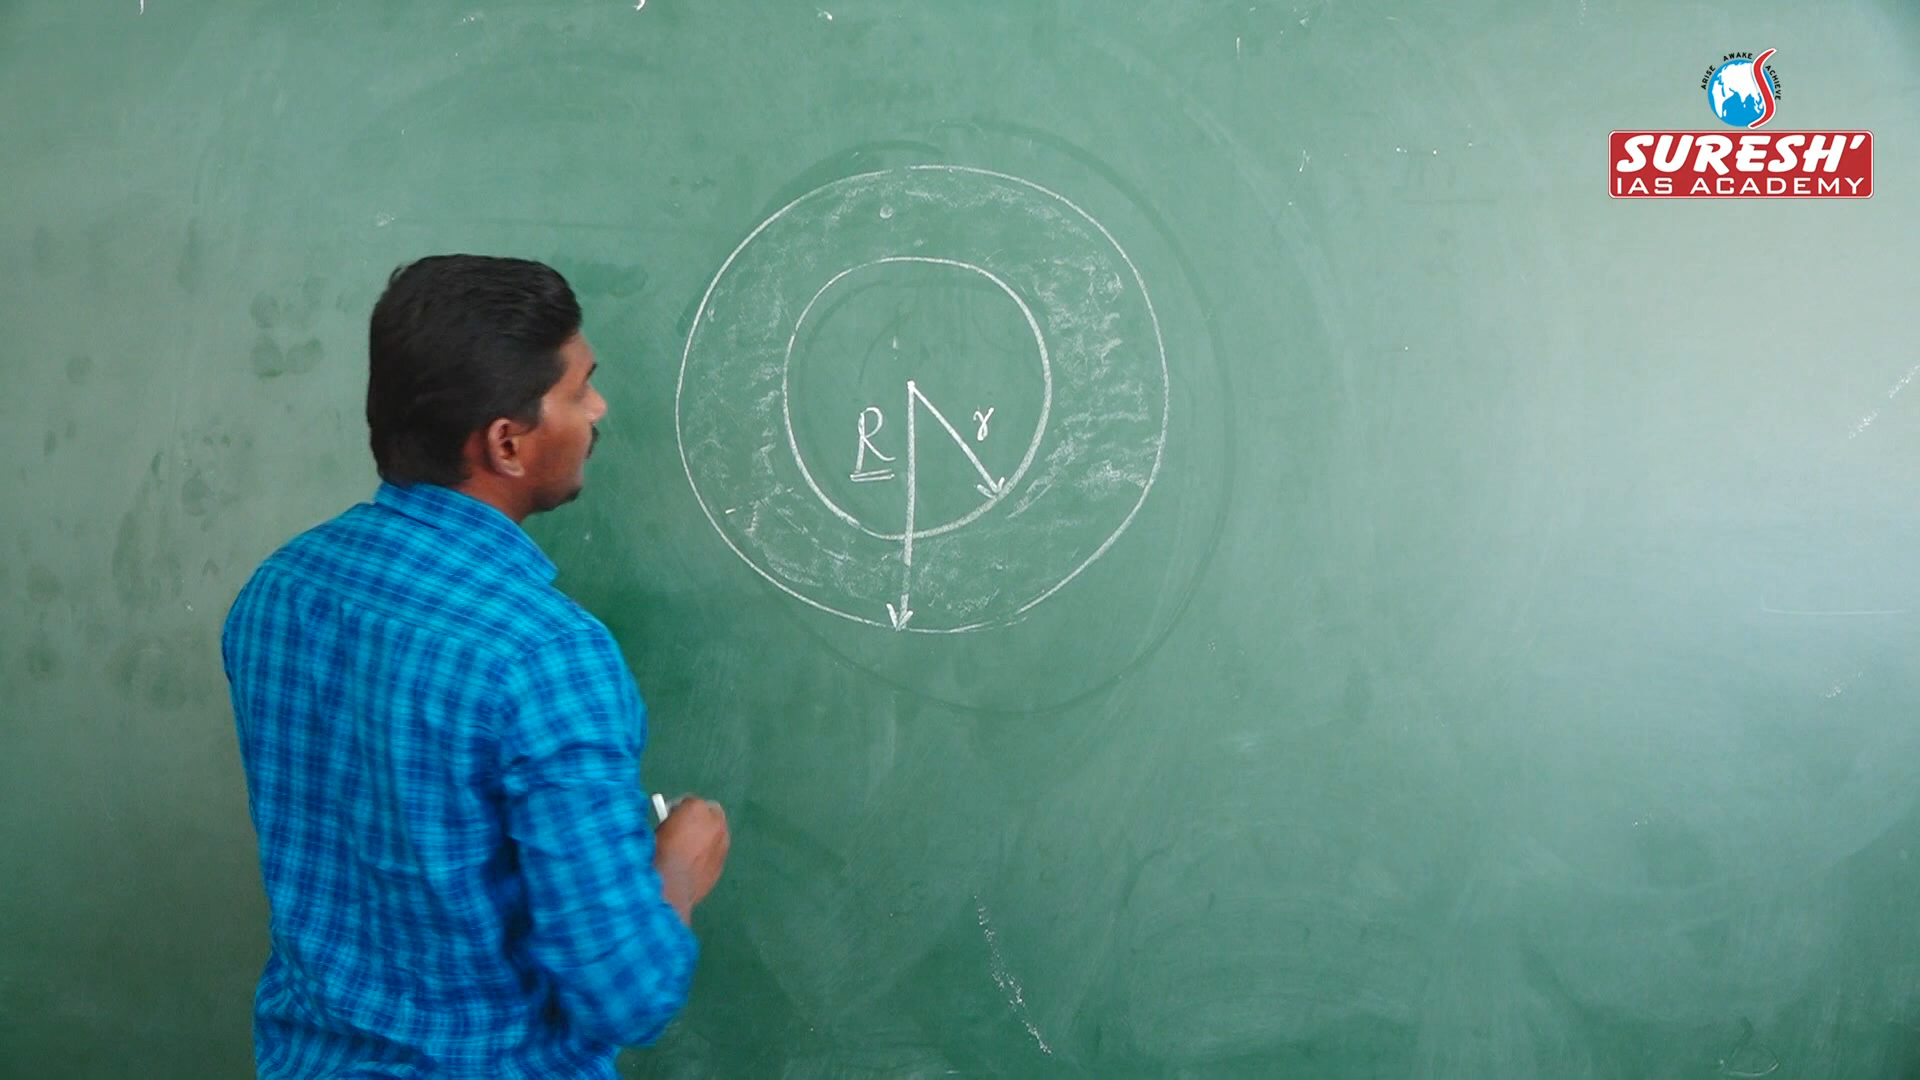 ARISE AWAKE ACHIEVE
SURESH'
IAS ACADEMY
R
r